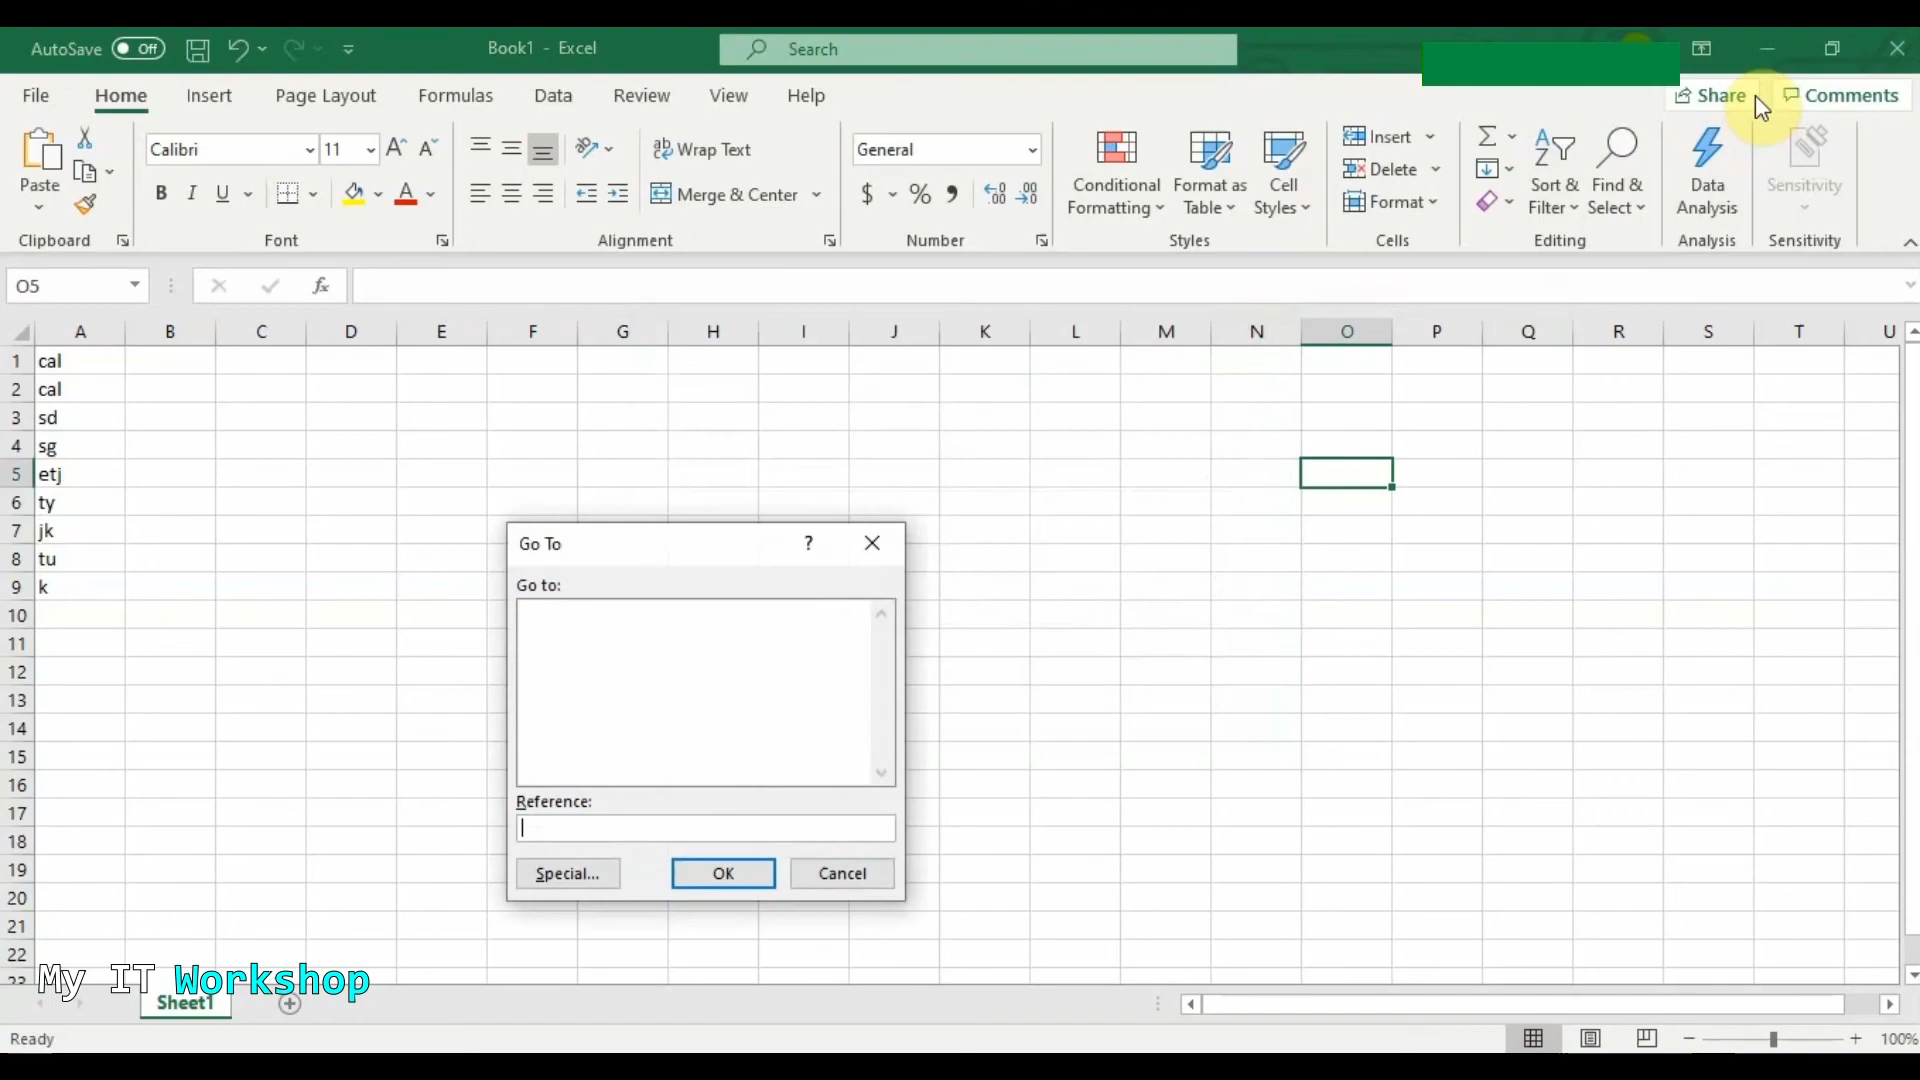 AutoSave Off Book1 - Excel Search
File Home Insert Page Layout Formulas Data Review View Help Share Comments
Calibri 11 Wrap Text General Insert
Paste Merge & Center $ % Conditional Formatting Format as Table Cell Styles Delete Sort & Filter Find & Select Data Analysis Sensitivity
B I U A Format
Clipboard Font Alignment Number Styles Cells Editing Analysis Sensitivity
O5 fx
A B C D E F G H I J K L M N O P Q R S T U
1 cal
2 cal
3 sd
4 sg
5 etj
6 ty
7 jk
8 tu
9 k
10
11
12
13
14
15
16
17
18
19
20
21
22
23
Go To ?
Go to:
Reference:
Special... OK Cancel
My IT Workshop
Sheet1
Ready 100%